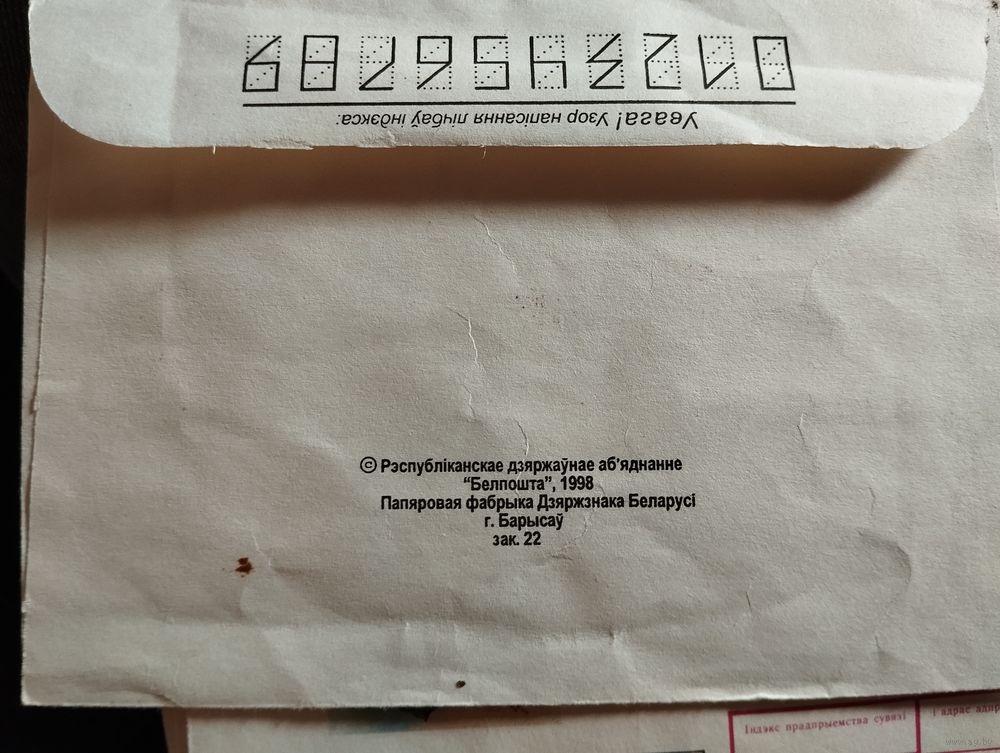 Увага! Узор напісання лічбаў індэкса:
0123456789
© Рэспубліканскае дзяржаўнае аб'яднанне
“Белпошта”, 1998
Папяровая фабрыка Дзяржзнака Беларусі
г. Барысаў
зак. 22
Індэкс прадпрыемства сувязі
і адрас